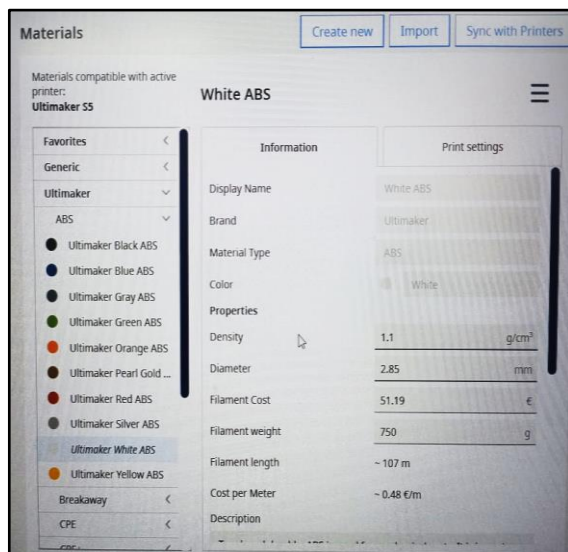 Materials
Create new
Import
Sync with Printers
Materials compatible with active
printer:
Ultimaker S5
White ABS
Favorites
Generic
Ultimaker
ABS
Ultimaker Black ABS
Ultimaker Blue ABS
Ultimaker Gray ABS
Ultimaker Green ABS
Ultimaker Orange ABS
Ultimaker Pearl Gold ...
Ultimaker Red ABS
Ultimaker Silver ABS
Ultimaker White ABS
Ultimaker Yellow ABS
Breakaway
CPE
Information
Print settings
Display Name
White ABS
Brand
Ultimaker
Material Type
ABS
Color
White
Properties
Density
1.1 g/cm³
Diameter
2.85 mm
Filament Cost
51.19 €
Filament weight
750 g
Filament length
~ 107 m
Cost per Meter
~ 0.48 €/m
Description